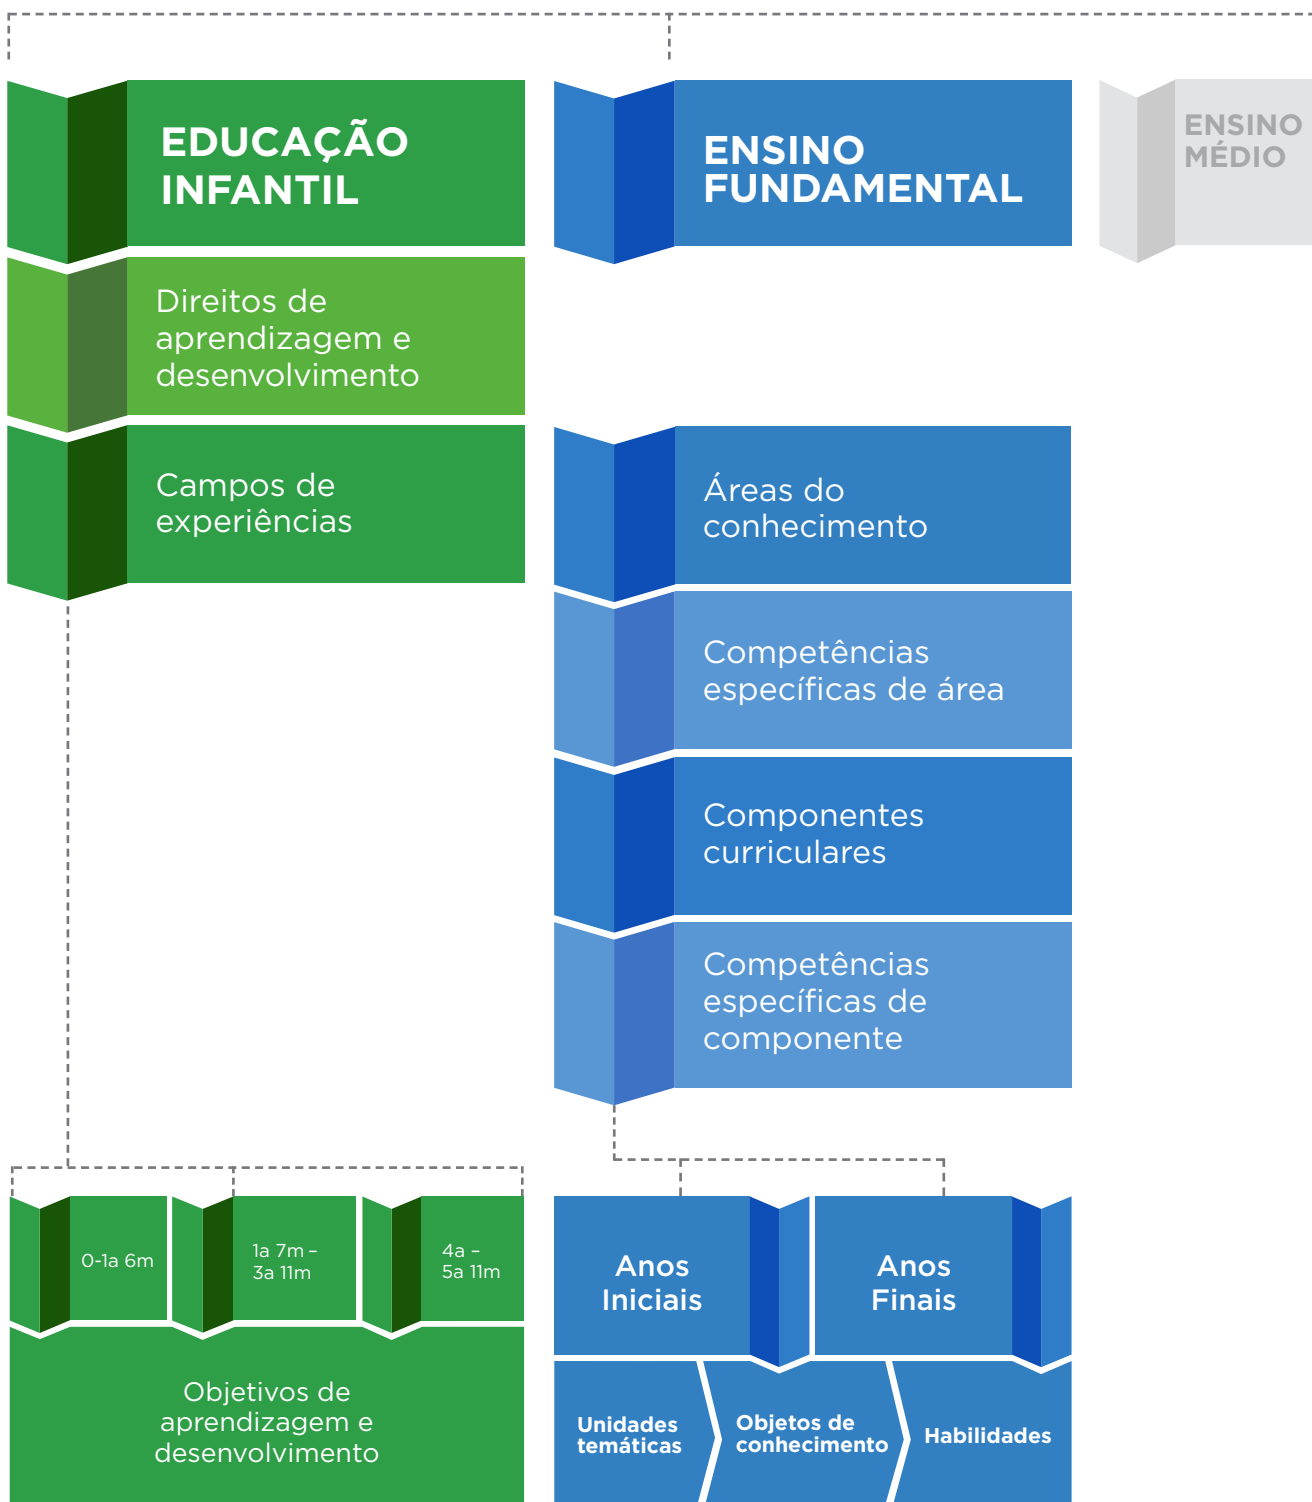 EDUCAÇÃO
INFANTIL
ENSINO
FUNDAMENTAL
ENSINO
MÉDIO
Direitos de
aprendizagem e
desenvolvimento
Campos de
experiências
Áreas do
conhecimento
Competências
específicas de área
Componentes
curriculares
Competências
específicas de
componente
0-1a 6m
1a 7m –
3a 11m
4a –
5a 11m
Objetivos de
aprendizagem e
desenvolvimento
Anos
Iniciais
Anos
Finais
Unidades
temáticas
Objetos de
conhecimento
Habilidades